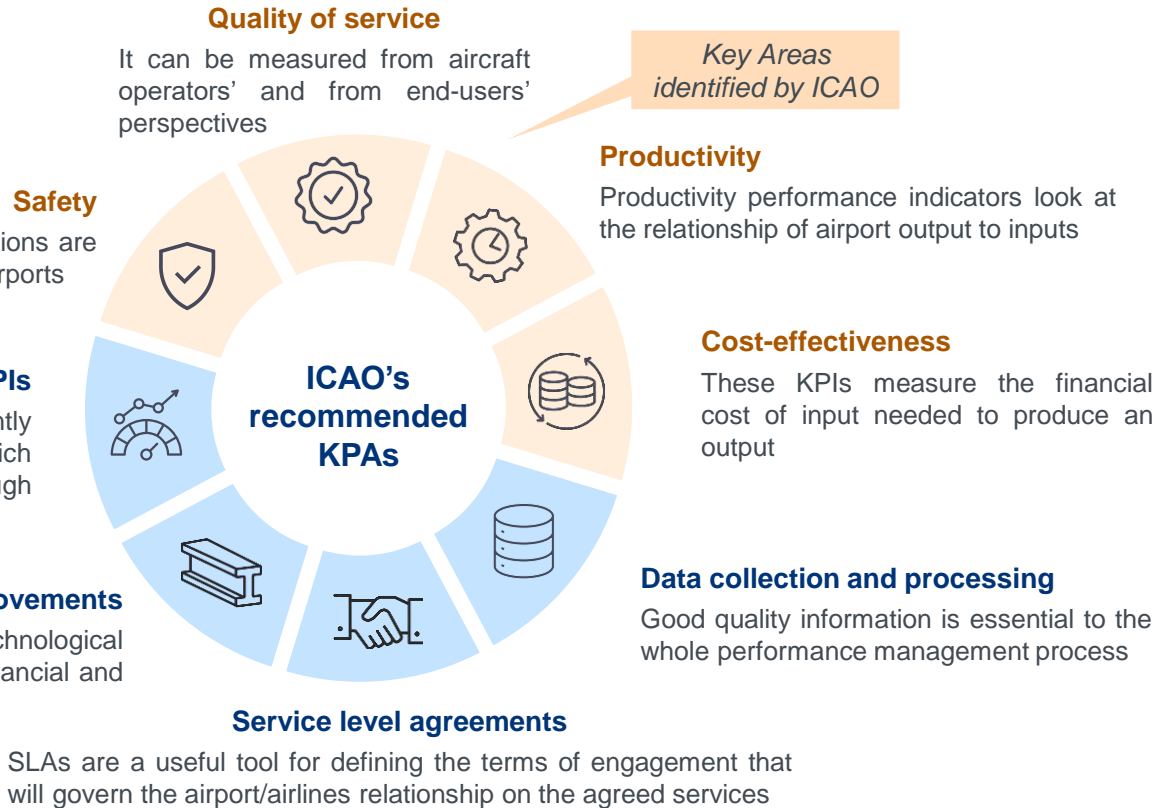 Quality of service
It can be measured from aircraft
operators' and from end-users'
perspectives
Key Areas
identified by ICAO
Productivity
Productivity performance indicators look at
the relationship of airport output to inputs
Safety
are
Cost-effectiveness
These KPIs measure the financial
cost of input needed to produce an
output
ICAO's
recommended
KPAs
Data collection and processing
Good quality information is essential to the
whole performance management process
and
Service level agreements
SLAs are a useful tool for defining the terms of engagement that
will govern the airport/airlines relationship on the agreed services